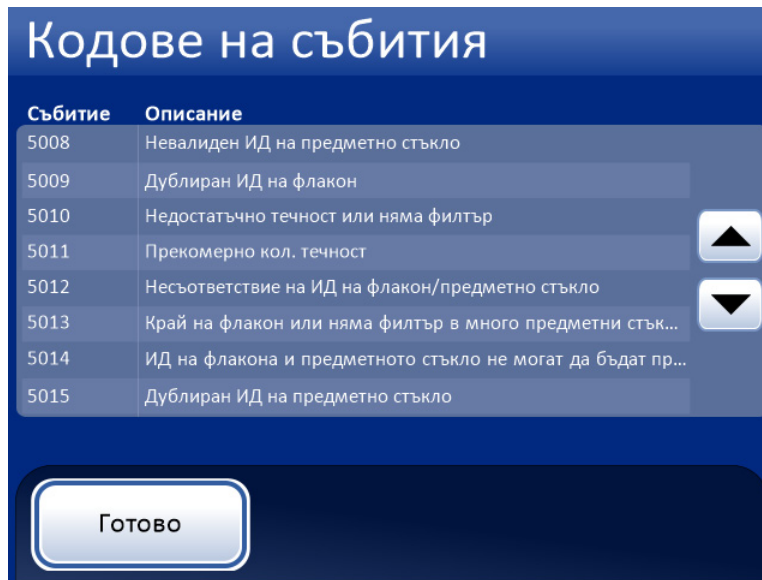 Кодове на събития
Събитие Описание
5008 Невалиден ИД на предметно стъкло
5009 Дублиран ИД на флакон
5010 Недостатъчно течност или няма филтър
5011 Прекомерно кол. течност
5012 Несъответствие на ИД на флакон/предметно стъкло
5013 Край на флакон или няма филтър в много предметни стък...
5014 ИД на флакона и предметното стъкло не могат да бъдат пр...
5015 Дублиран ИД на предметно стъкло
Готово